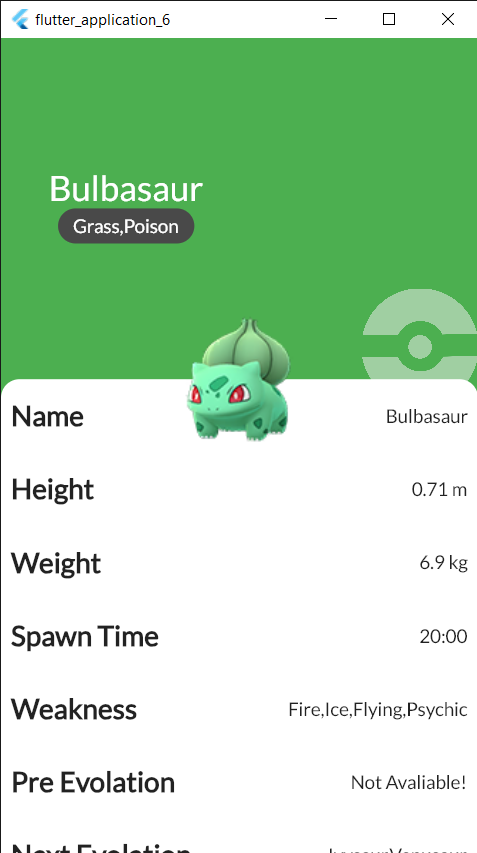 flutter_application_6
Bulbasaur
Grass,Poison
Name Bulbasaur
Height 0.71 m
Weight 6.9 kg
Spawn Time 20:00
Weakness Fire,Ice,Flying,Psychic
Pre Evolation Not Avaliable!
Next Evolation